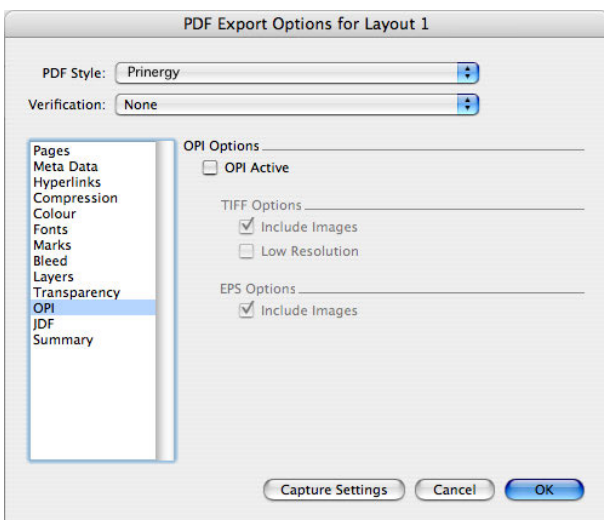 PDF Export Options for Layout 1
PDF Style: Prinergy
Verification: None
Pages
Meta Data
Hyperlinks
Compression
Colour
Fonts
Marks
Bleed
Layers
Transparency
OPI
JDF
Summary
OPI Options
OPI Active
TIFF Options
Include Images
Low Resolution
EPS Options
Include Images
Capture Settings
Cancel
OK